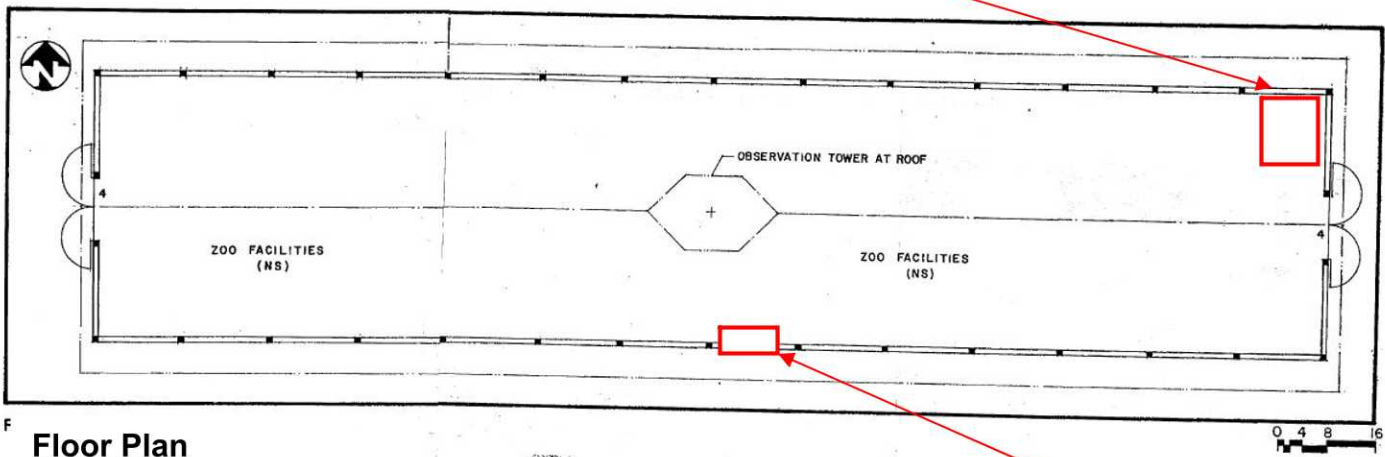 N
OBSERVATION TOWER AT ROOF
4
4
ZOO FACILITIES
(NS)
ZOO FACILITIES
(NS)
F
Floor Plan
0 4 8 16